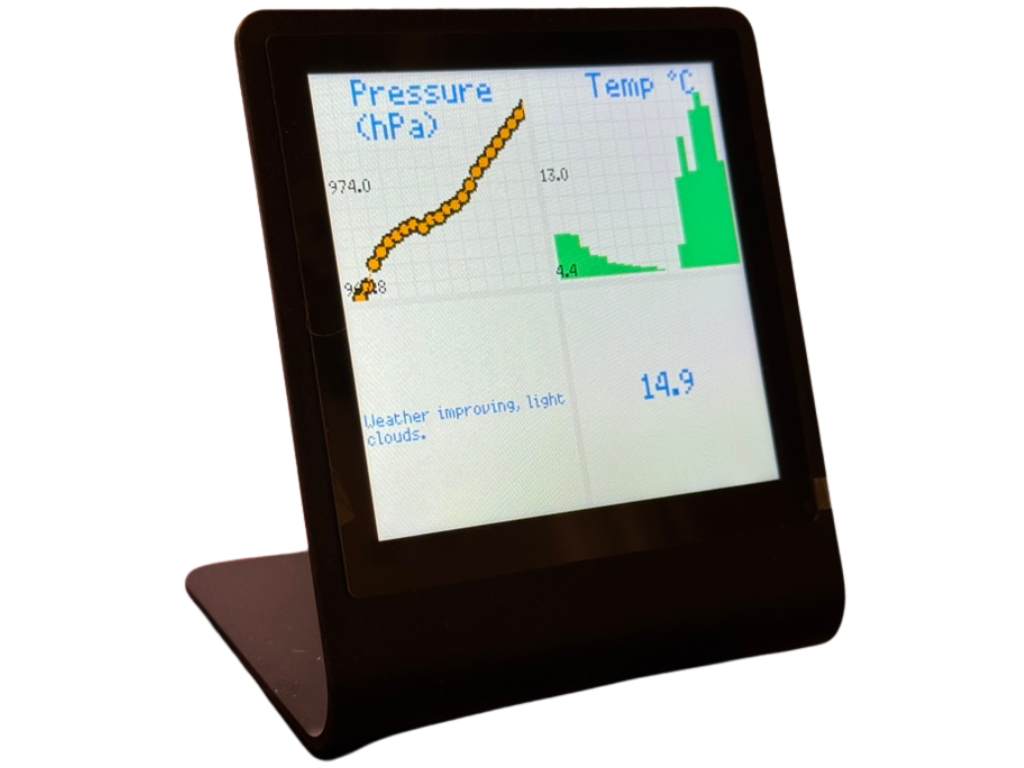 Pressure
(hPa)
Temp °C
974.0
13.0
4.4
Weather improving, light
clouds.
14.9